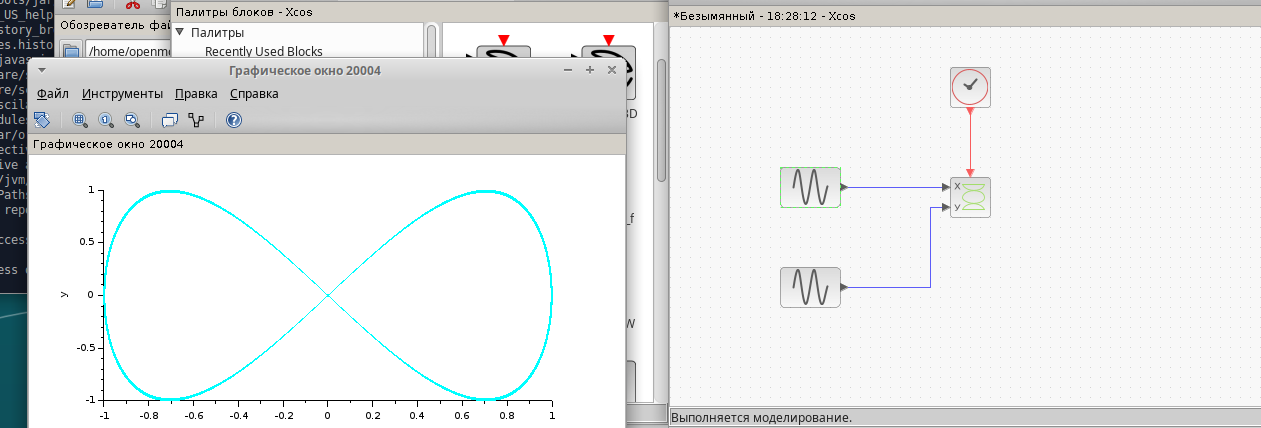 _US_help
Обозреватель фай
/home/openm
Палитры блоков - Xcos
Палитры
Recently Used Blocks
*Безымянный - 18:28:12 - Xcos
Графическое окно 20004
Файл Инструменты Правка Справка
Графическое окно 20004
1
0.5
0
-0.5
-1
y
-1 -0.8 -0.6 -0.4 -0.2 0 0.2 0.4 0.6 0.8 1
X
y
Выполняется моделирование.